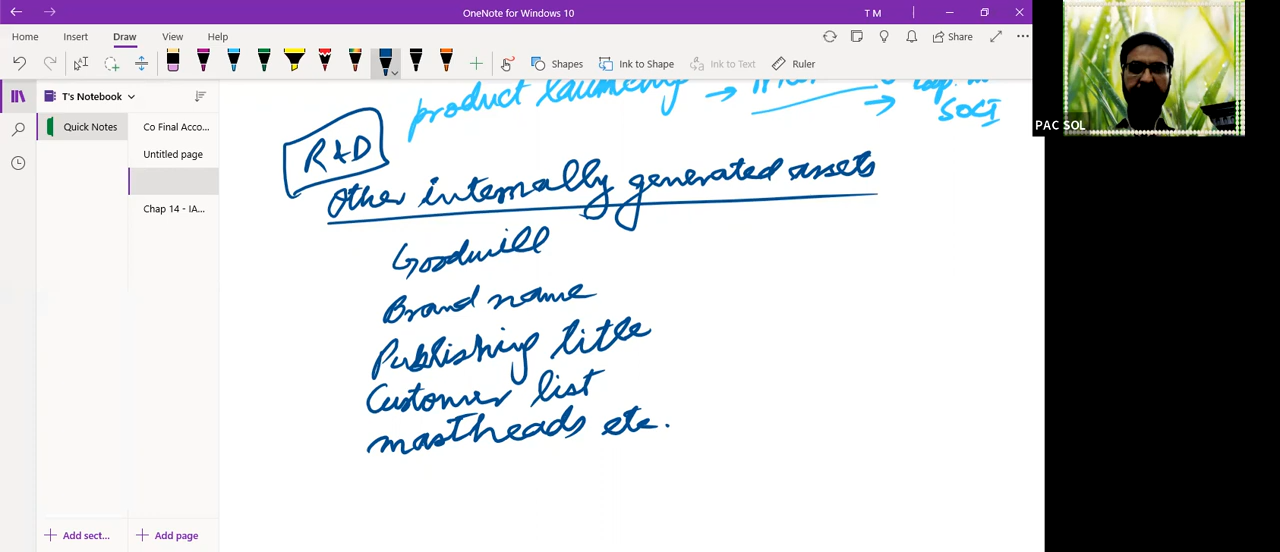 OneNote for Windows 10
T M
Home Insert Draw View Help
Share
Shapes Ink to Shape Ink to Text Ruler
T's Notebook
Quick Notes
Co Final Acco...
Untitled page
Chap 14 - IA...
Add sect...
Add page
PAC SOL
product launching →
→
SOCI
R & D
Other internally generated assets
Goodwill
Brand name
Publishing title
Customer list
mastheads etc.